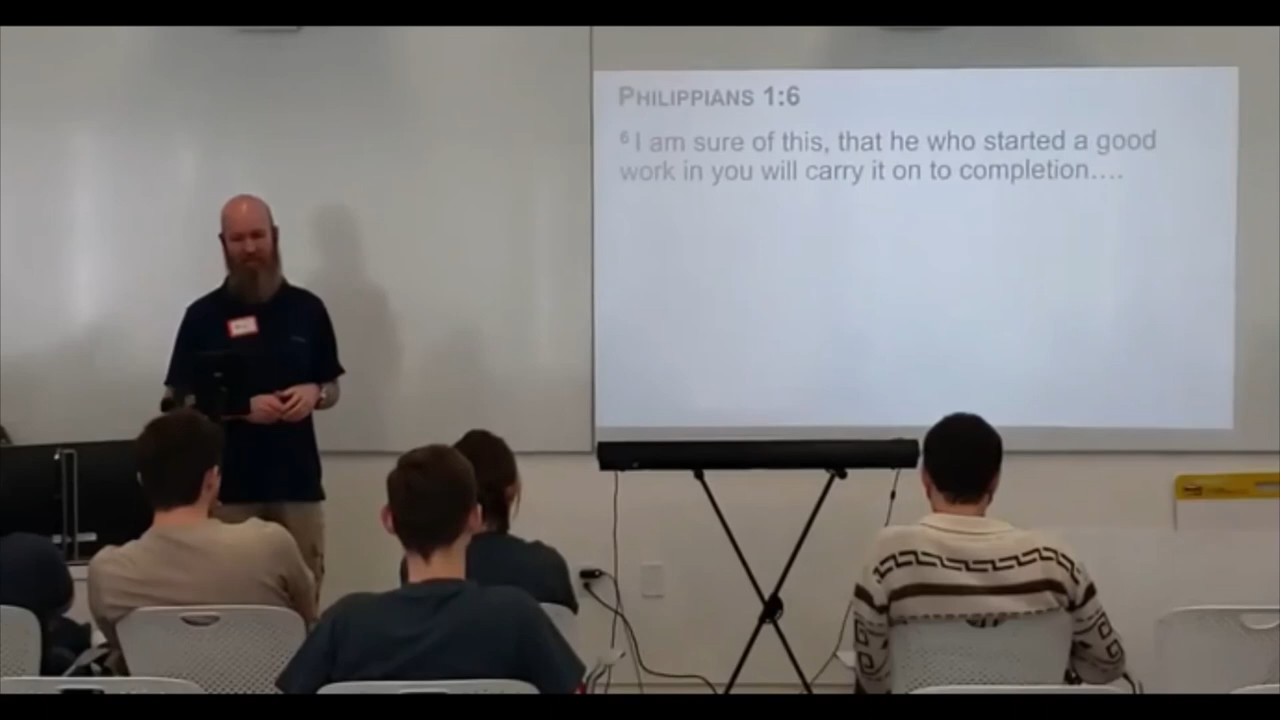 PHILIPPIANS 1:6
⁶ I am sure of this, that he who started a good
work in you will carry it on to completion….